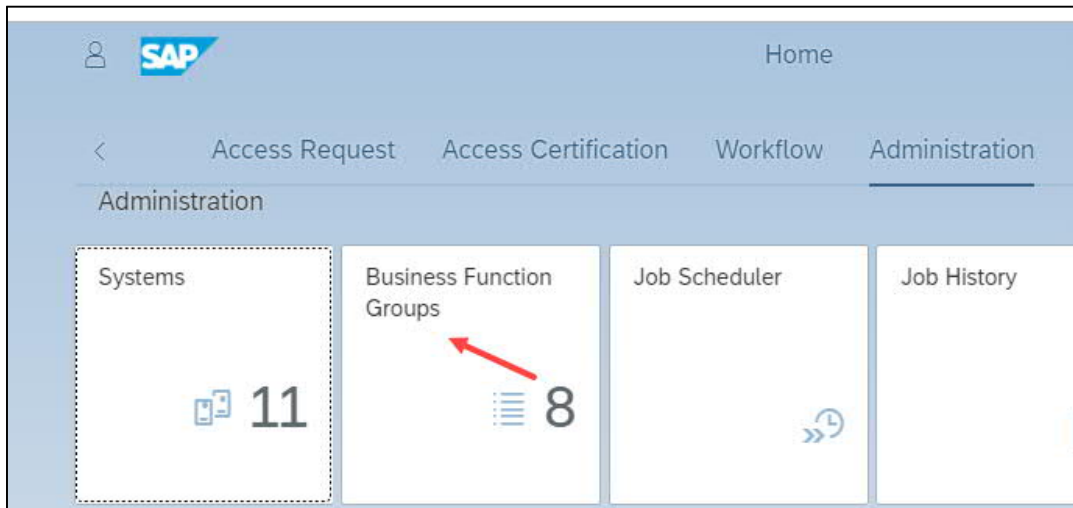 SAP
Home
Access Request Access Certification Workflow Administration
Administration
Systems
Business Function
Groups
Job Scheduler
Job History
11
8